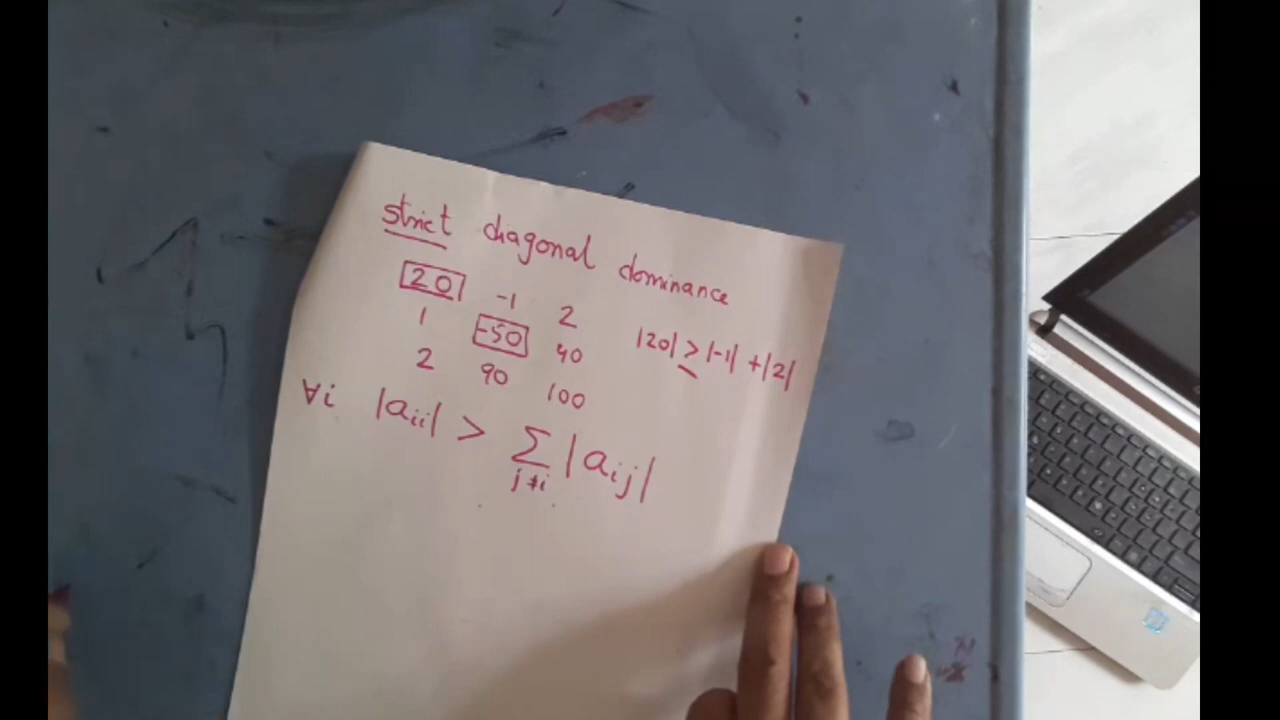 strict diagonal dominance
20 -1 2
1 -50 40 |20| > |-1| + |2|
2 90 100
∀i |aii| > Σ |aij|
j≠i